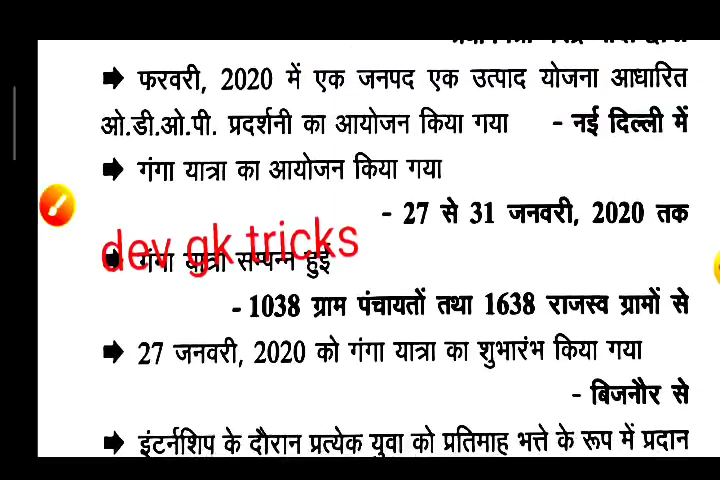 ➡ फरवरी, 2020 में एक जनपद एक उत्पाद योजना आधारित
ओ.डी.ओ.पी. प्रदर्शनी का आयोजन किया गया - नई दिल्ली में
➡ गंगा यात्रा का आयोजन किया गया
- 27 से 31 जनवरी, 2020 तक
dev gk tricks
➡ गंगा यात्रा सम्पन्न हुई
- 1038 ग्राम पंचायतों तथा 1638 राजस्व ग्रामों से
➡ 27 जनवरी, 2020 को गंगा यात्रा का शुभारंभ किया गया
- बिजनौर से
➡ इंटर्नशिप के दौरान प्रत्येक युवा को प्रतिमाह भत्ते के रूप में प्रदान